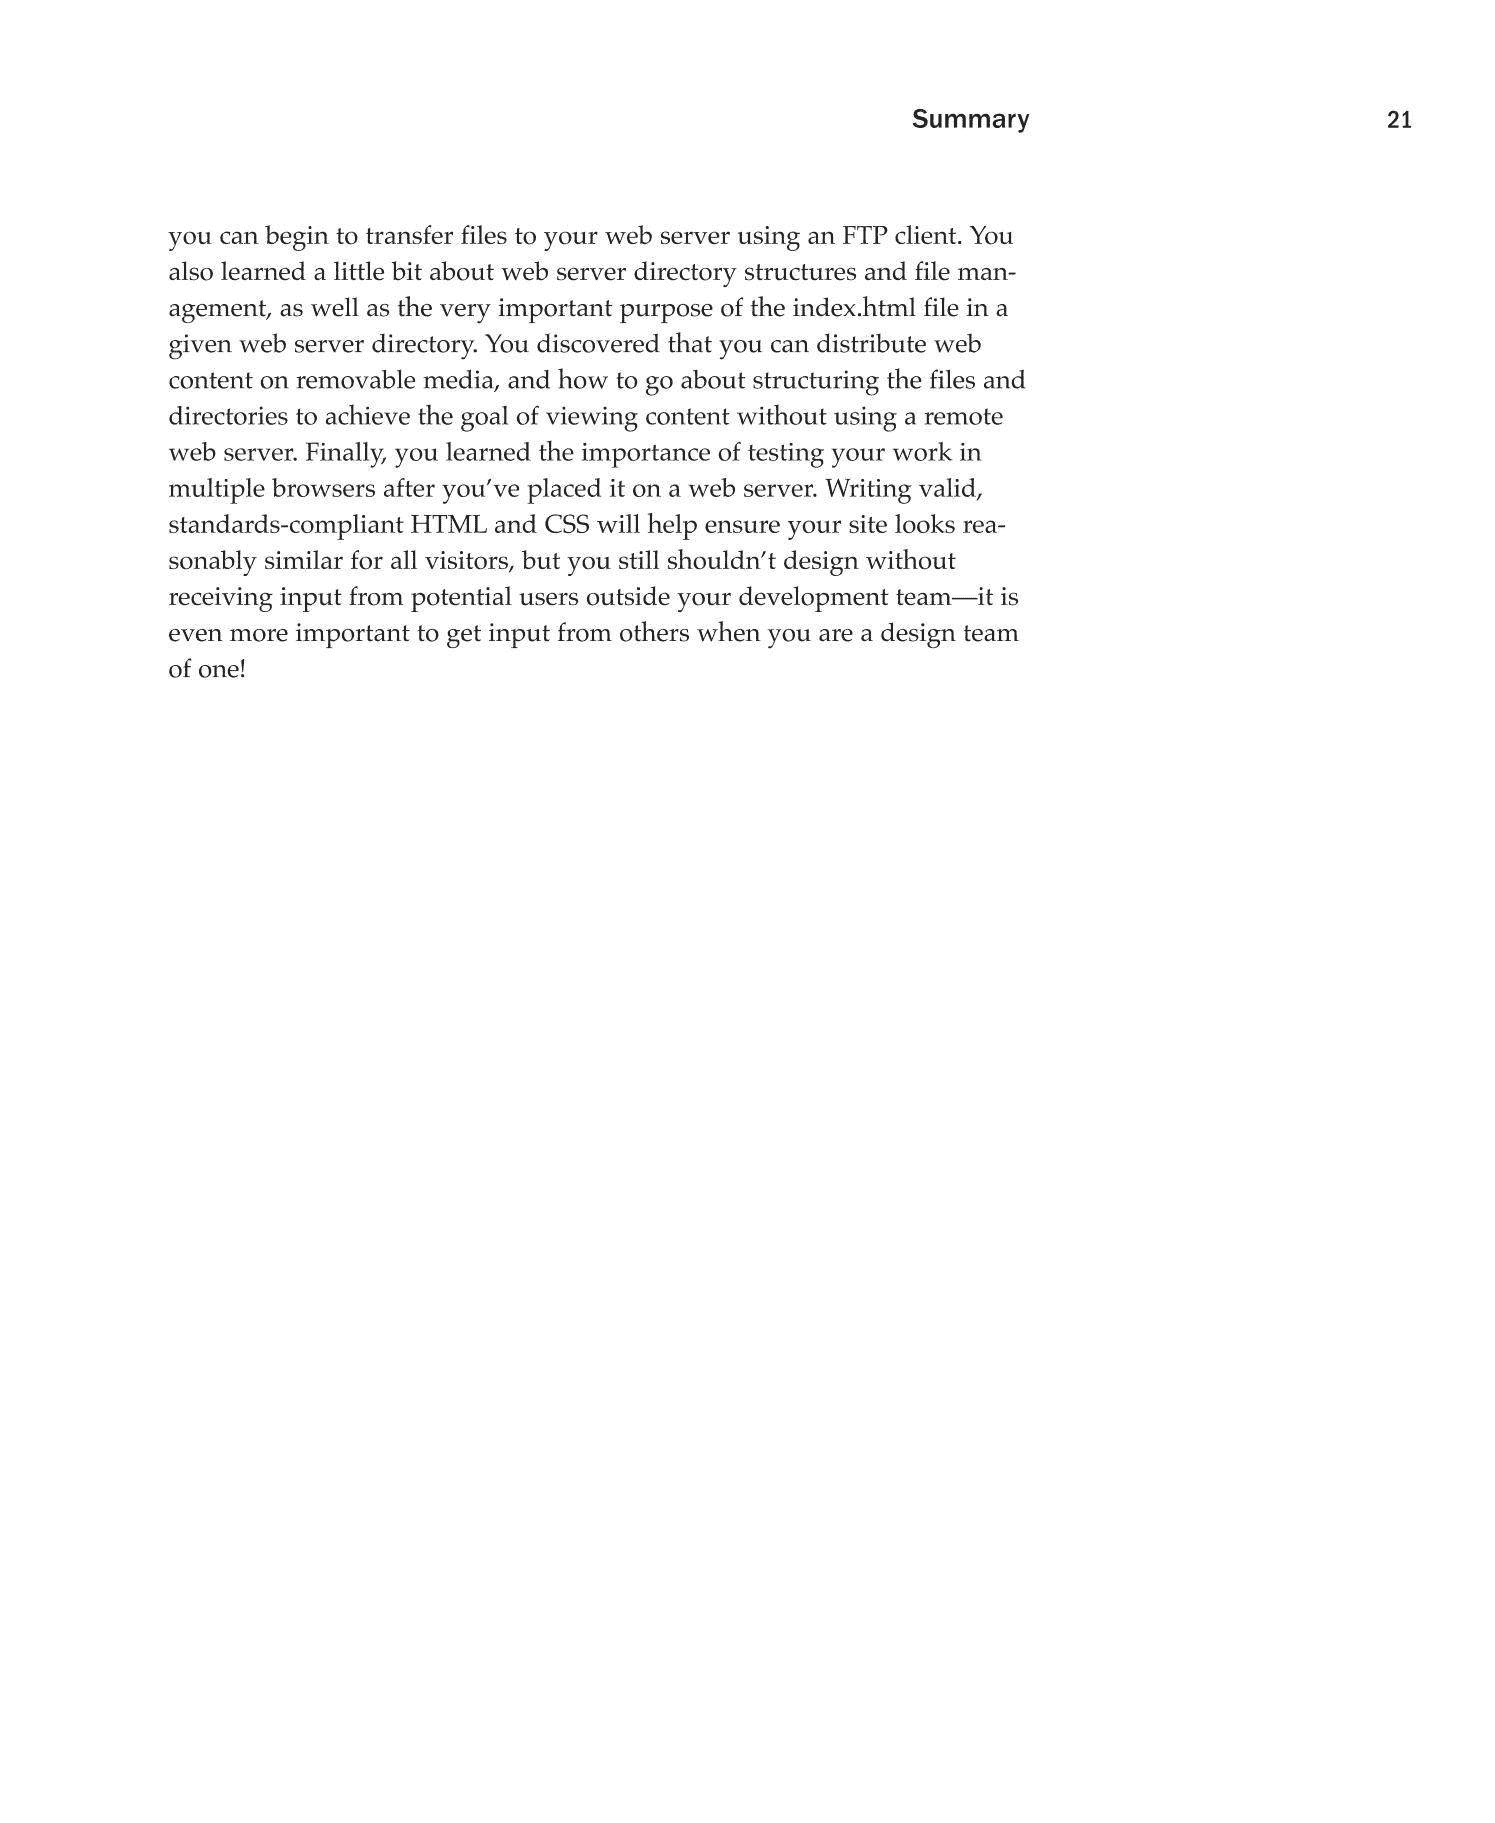 Summary 21
you can begin to transfer files to your web server using an FTP client. You
also learned a little bit about web server directory structures and file man-
agement, as well as the very important purpose of the index.html file in a
given web server directory. You discovered that you can distribute web
content on removable media, and how to go about structuring the files and
directories to achieve the goal of viewing content without using a remote
web server. Finally, you learned the importance of testing your work in
multiple browsers after you’ve placed it on a web server. Writing valid,
standards-compliant HTML and CSS will help ensure your site looks rea-
sonably similar for all visitors, but you still shouldn’t design without
receiving input from potential users outside your development team—it is
even more important to get input from others when you are a design team
of one!